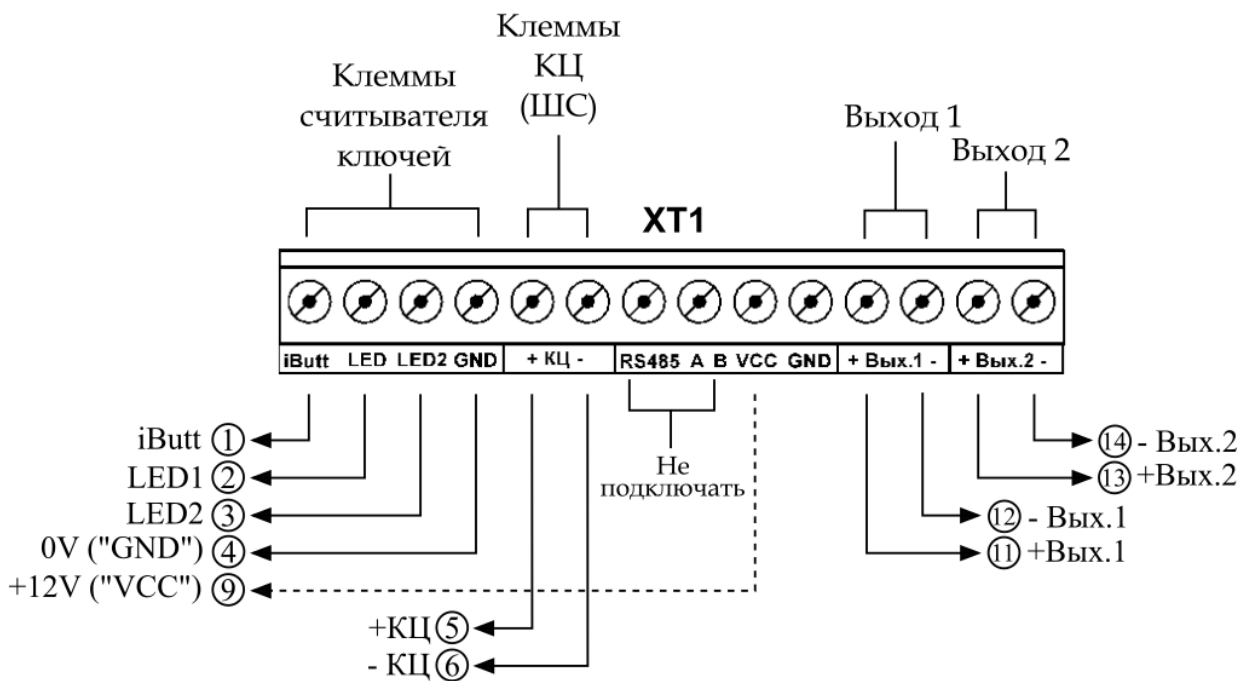 Клеммы
КЦ
(ШС)
Клеммы
считывателя
ключей
Выход 1
Выход 2
XT1
iButt LED LED2 GND + КЦ - RS485 A B VCC GND + Вых.1 - + Вых.2 -
iButt 1
LED1 2
LED2 3
0V ("GND") 4
+12V ("VCC") 9
+КЦ 5
- КЦ 6
Не
подключать
14 - Вых.2
13 +Вых.2
12 - Вых.1
11 +Вых.1